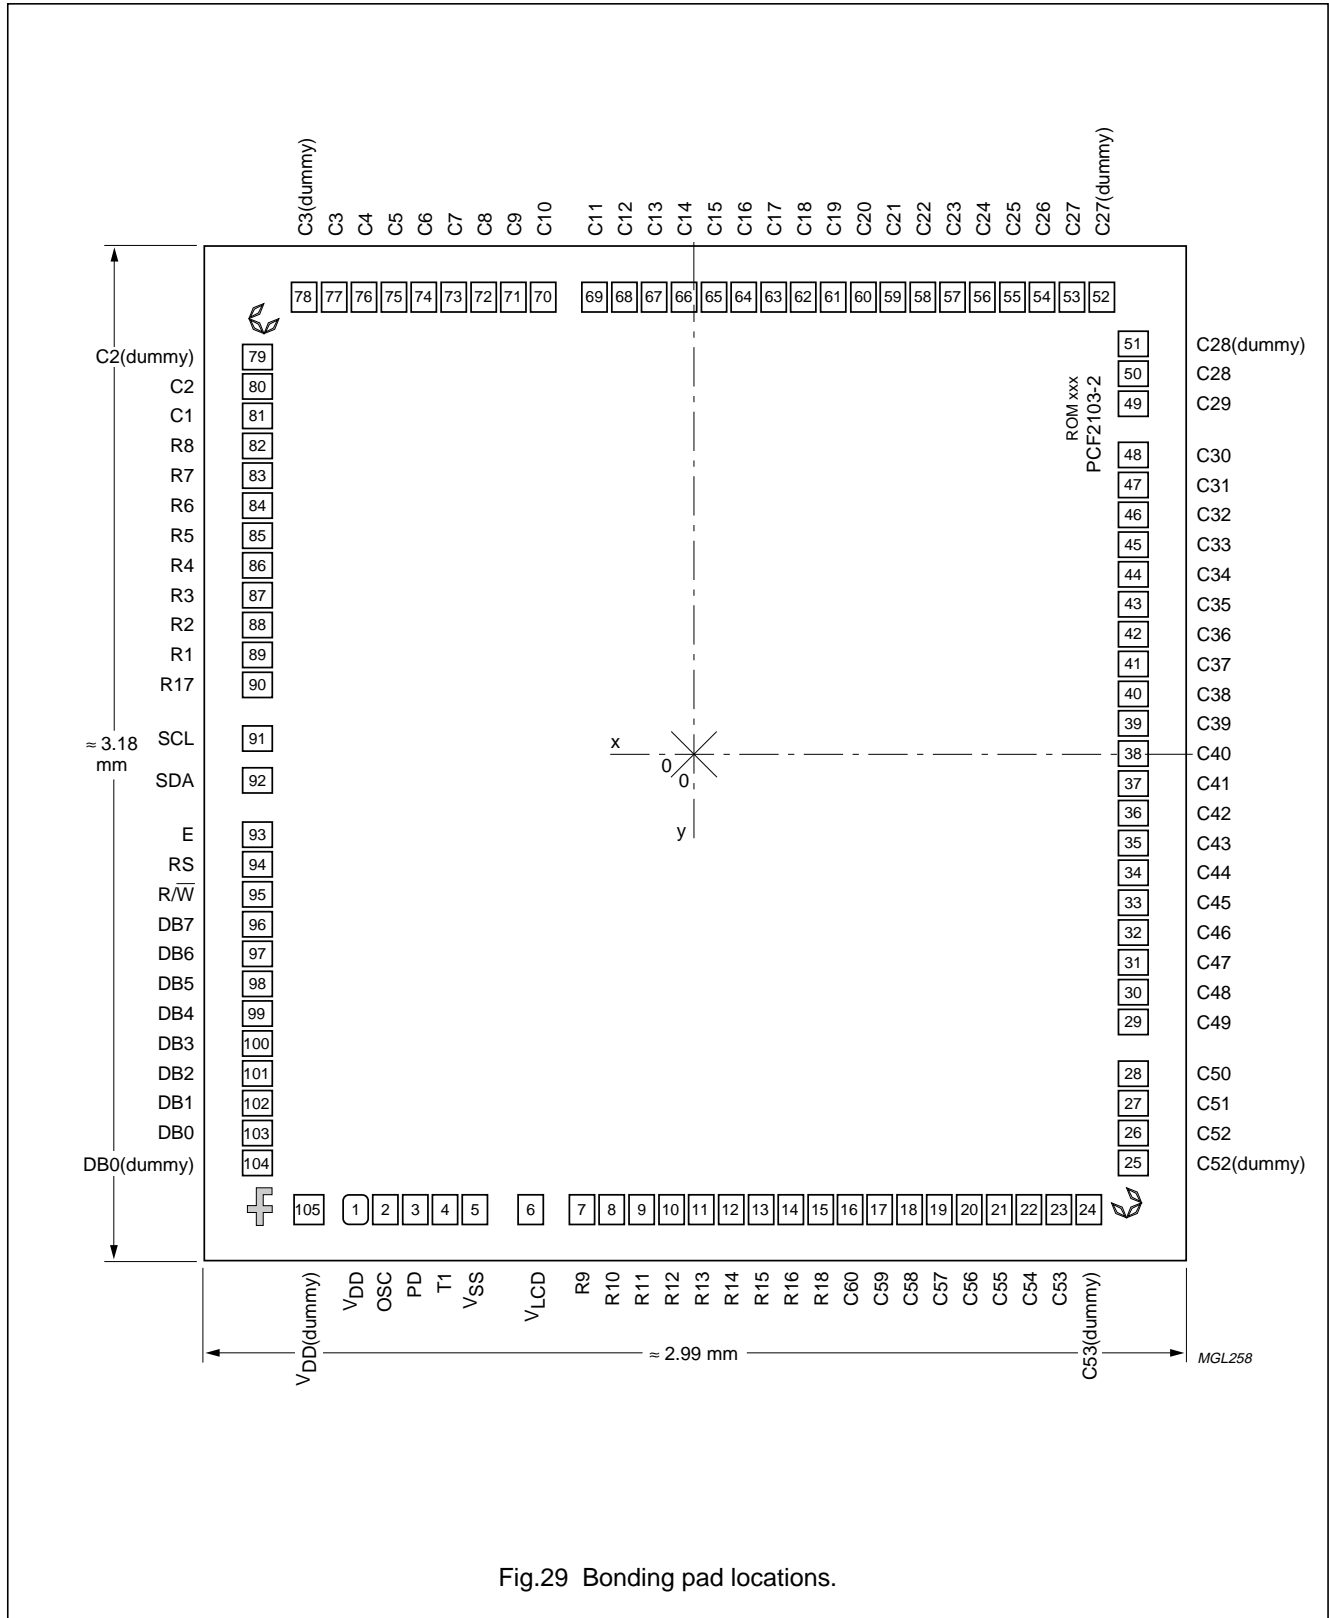 C3(dummy) C3 C4 C5 C6 C7 C8 C9 C10 C11 C12 C13 C14 C15 C16 C17 C18 C19 C20 C21 C22 C23 C24 C25 C26 C27 C27(dummy)
78 77 76 75 74 73 72 71 70 69 68 67 66 65 64 63 62 61 60 59 58 57 56 55 54 53 52
C2(dummy) 79
C2 80
C1 81
R8 82
R7 83
R6 84
R5 85
R4 86
R3 87
R2 88
R1 89
R17 90
SCL 91
SDA 92
E 93
RS 94
R/W̅ 95
DB7 96
DB6 97
DB5 98
DB4 99
DB3 100
DB2 101
DB1 102
DB0 103
DB0(dummy) 104
≈ 3.18
mm
ROM xxx
PCF2103-2
x
0
0
y
51 C28(dummy)
50 C28
49 C29
48 C30
47 C31
46 C32
45 C33
44 C34
43 C35
42 C36
41 C37
40 C38
39 C39
38 C40
37 C41
36 C42
35 C43
34 C44
33 C45
32 C46
31 C47
30 C48
29 C49
28 C50
27 C51
26 C52
25 C52(dummy)
105 1 2 3 4 5 6 7 8 9 10 11 12 13 14 15 16 17 18 19 20 21 22 23 24
VDD(dummy) VDD OSC PD T1 VSS VLCD R9 R10 R11 R12 R13 R14 R15 R16 R18 C60 C59 C58 C57 C56 C55 C54 C53 C53(dummy)
≈ 2.99 mm
MGL258
Fig.29 Bonding pad locations.